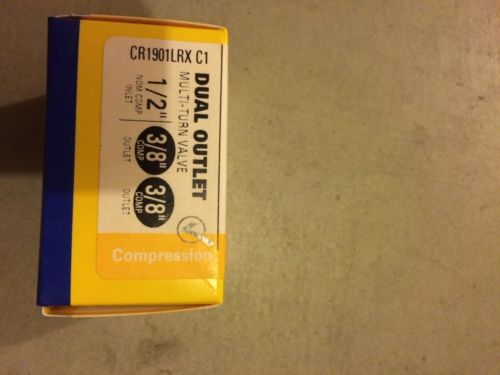 CR1901LRX C1
DUAL OUTLET
MULTI-TURN VALVE
1/2" 3/8" 3/8"
NOM COMP COMP COMP
INLET OUTLET OUTLET
Compression